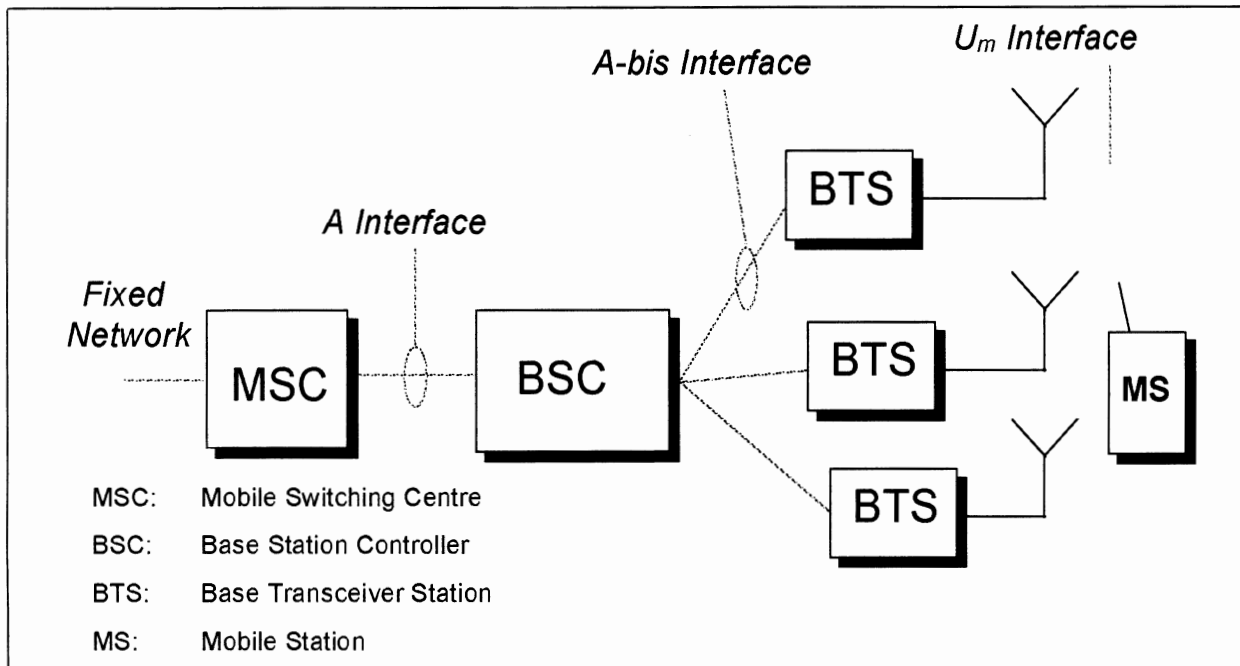 U_m Interface
A-bis Interface
BTS
A Interface
Fixed
Network
MSC
BSC
BTS
MS
BTS
MSC: Mobile Switching Centre
BSC: Base Station Controller
BTS: Base Transceiver Station
MS: Mobile Station